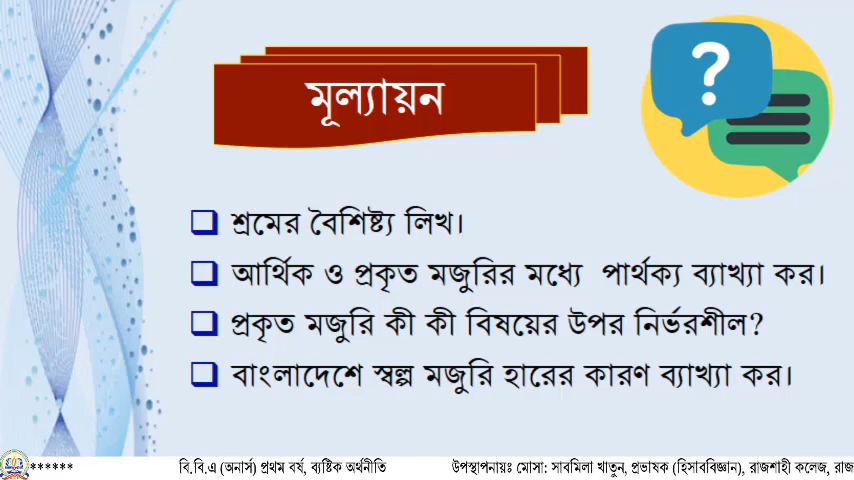 মূল্যায়ন
?
শ্রমের বৈশিষ্ট্য লিখ।
আর্থিক ও প্রকৃত মজুরির মধ্যে পার্থক্য ব্যাখ্যা কর।
প্রকৃত মজুরি কী কী বিষয়ের উপর নির্ভরশীল?
বাংলাদেশে স্বল্প মজুরি হারের কারণ ব্যাখ্যা কর।
****** বি.বি.এ (অনার্স) প্রথম বর্ষ, ব্যষ্টিক অর্থনীতি উপস্থাপনায়ঃ মোসা: সাবমিলা খাতুন, প্রভাষক (হিসাববিজ্ঞান), রাজশাহী কলেজ, রাজ